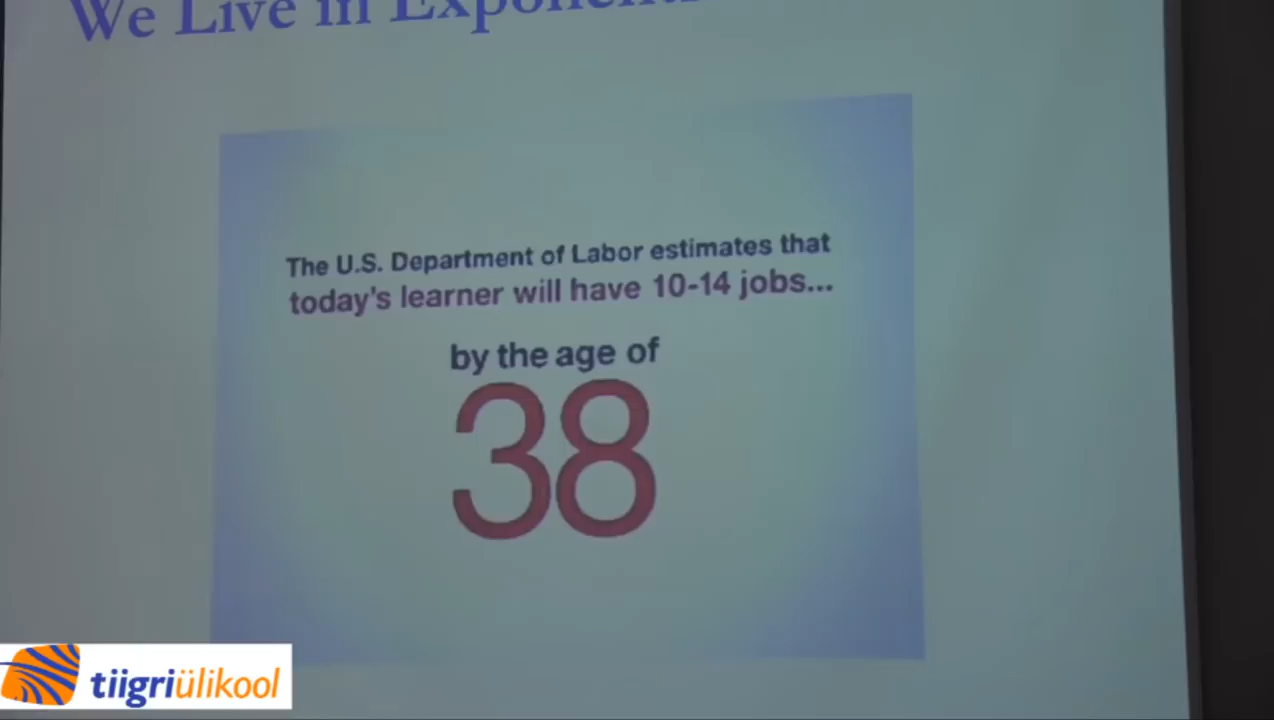 We Live in
The U.S. Department of Labor estimates that
today's learner will have 10-14 jobs...
by the age of
38
tiigriülikool